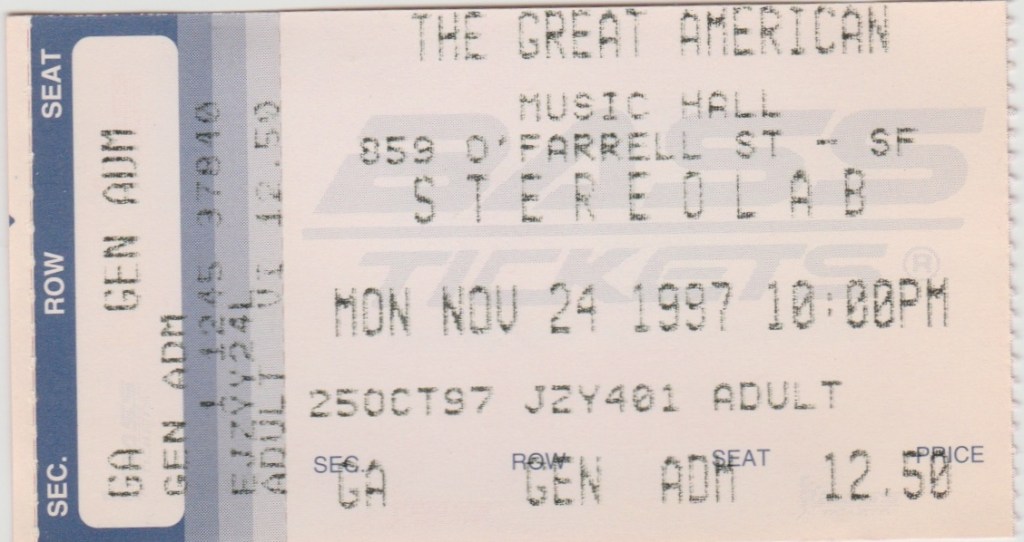 THE GREAT AMERICAN
MUSIC HALL
859 O'FARRELL ST - SF
STEREOLAB
BASS
TICKETS®
MON NOV 24 1997 10:00PM
25OCT97 JZY401 ADULT
SEC. ROW SEAT PRICE
GA GEN ADM 12.50
SEC. ROW SEAT
GA GEN ADM
GEN ADM
1 1245 37840
EJZYY24L
ADULT VI 12.50